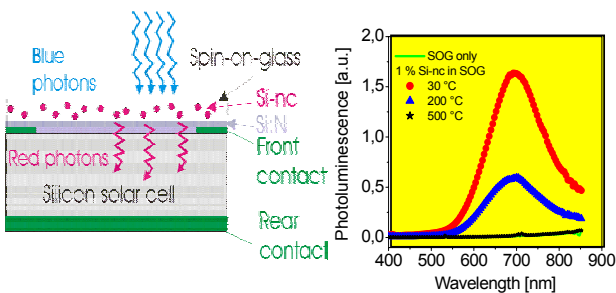 Blue
photons
Spin-on-glass
Si-nc
Si:N
Red photons
Front
contact
Silicon solar cell
Rear
contact
Photoluminescence [a.u.]
2,0
1,5
1,0
0,5
0,0
SOG only
1 % Si-nc in SOG
30 °C
200 °C
500 °C
400 500 600 700 800 900
Wavelength [nm]